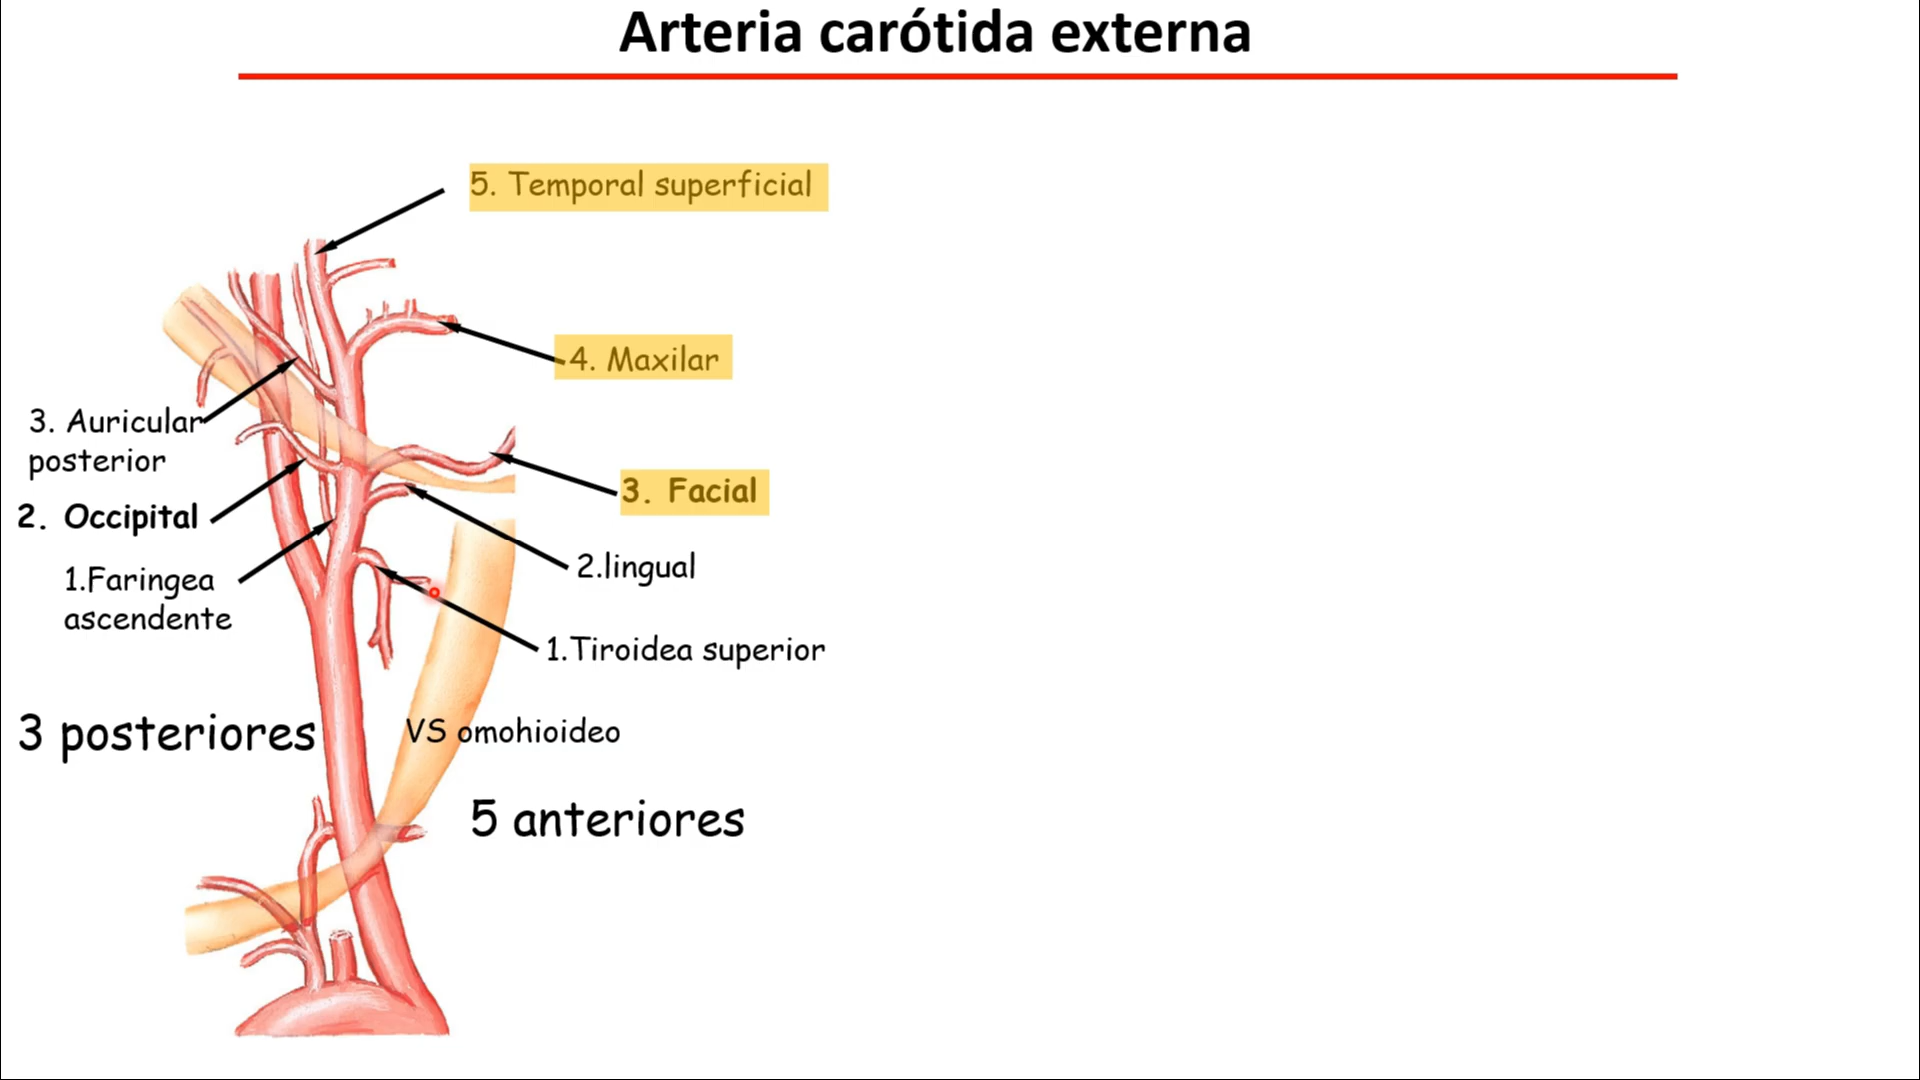 Arteria carótida externa
5. Temporal superficial
4. Maxilar
3. Auricular
posterior
3. Facial
2. Occipital
2.lingual
1.Faringea
ascendente
1.Tiroidea superior
3 posteriores
VS omohioideo
5 anteriores